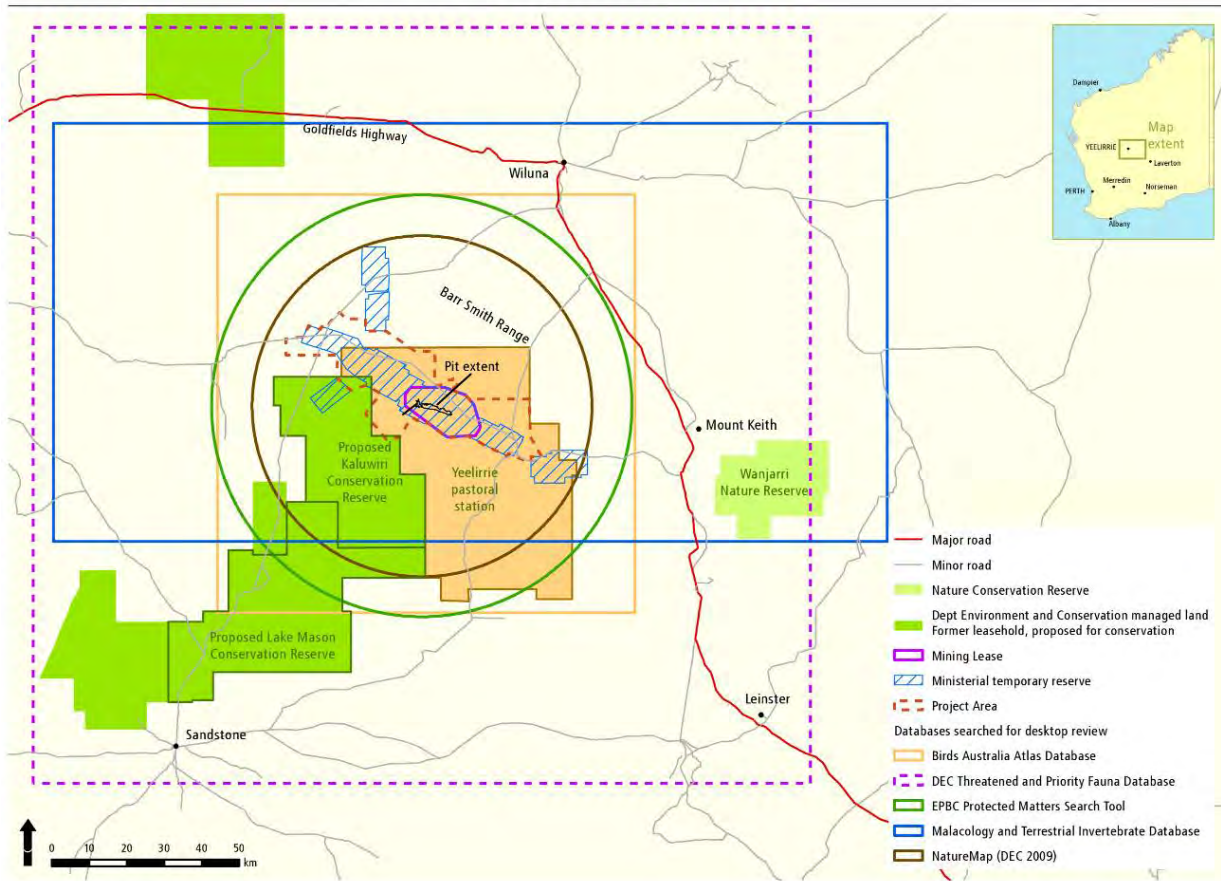 Goldfields Highway
Wiluna
Barr Smith Range
Pit extent
Mount Keith
Proposed
Kaluwiri
Conservation
Reserve
Yeelirrie
pastoral
station
Wanjarri
Nature Reserve
Proposed Lake Mason
Conservation Reserve
Leinster
Sandstone
0 10 20 30 40 50
km
Dampier
Map
extent
YEELIRRIE
Laverton
PERTH
Merredin
Norseman
Albany
Major road
Minor road
Nature Conservation Reserve
Dept Environment and Conservation managed land
Former leasehold, proposed for conservation
Mining Lease
Ministerial temporary reserve
Project Area
Databases searched for desktop review
Birds Australia Atlas Database
DEC Threatened and Priority Fauna Database
EPBC Protected Matters Search Tool
Malacology and Terrestrial Invertebrate Database
NatureMap (DEC 2009)